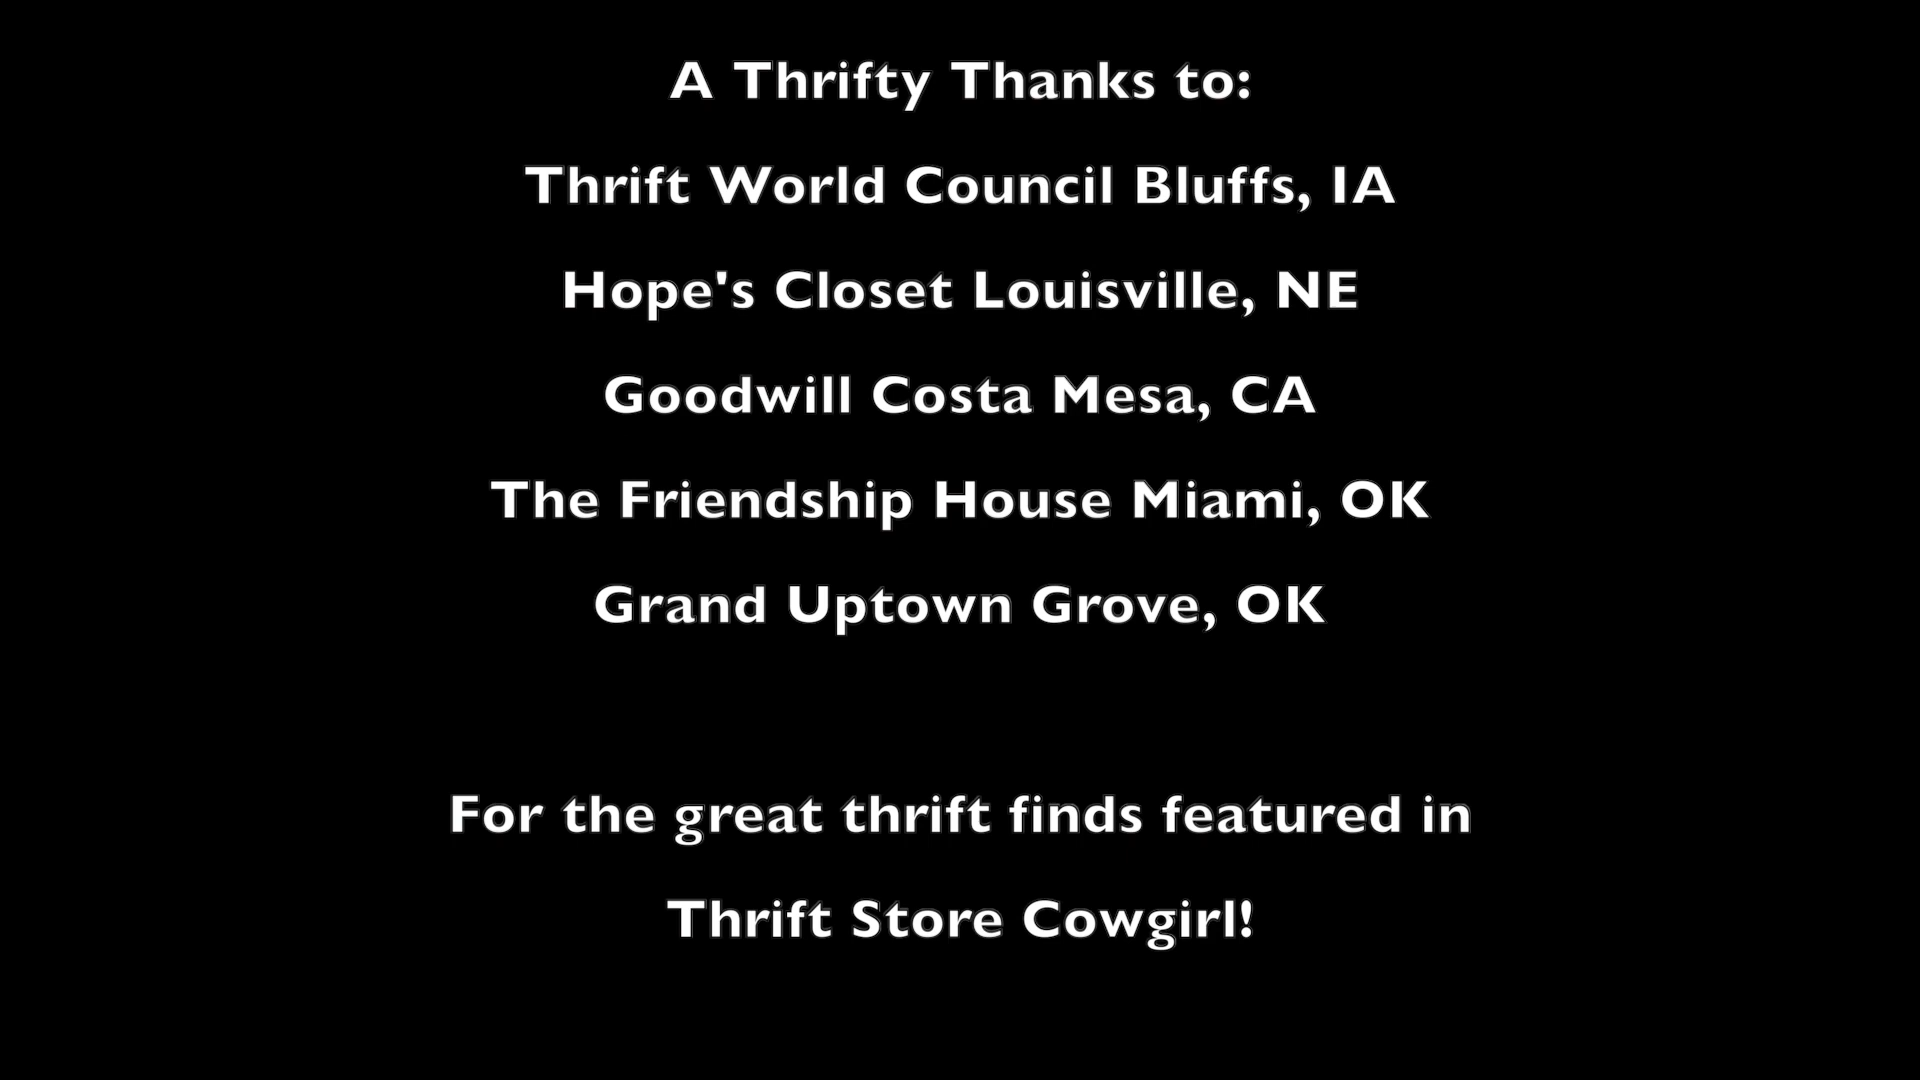 A Thrifty Thanks to:
Thrift World Council Bluffs, IA
Hope's Closet Louisville, NE
Goodwill Costa Mesa, CA
The Friendship House Miami, OK
Grand Uptown Grove, OK
For the great thrift finds featured in
Thrift Store Cowgirl!